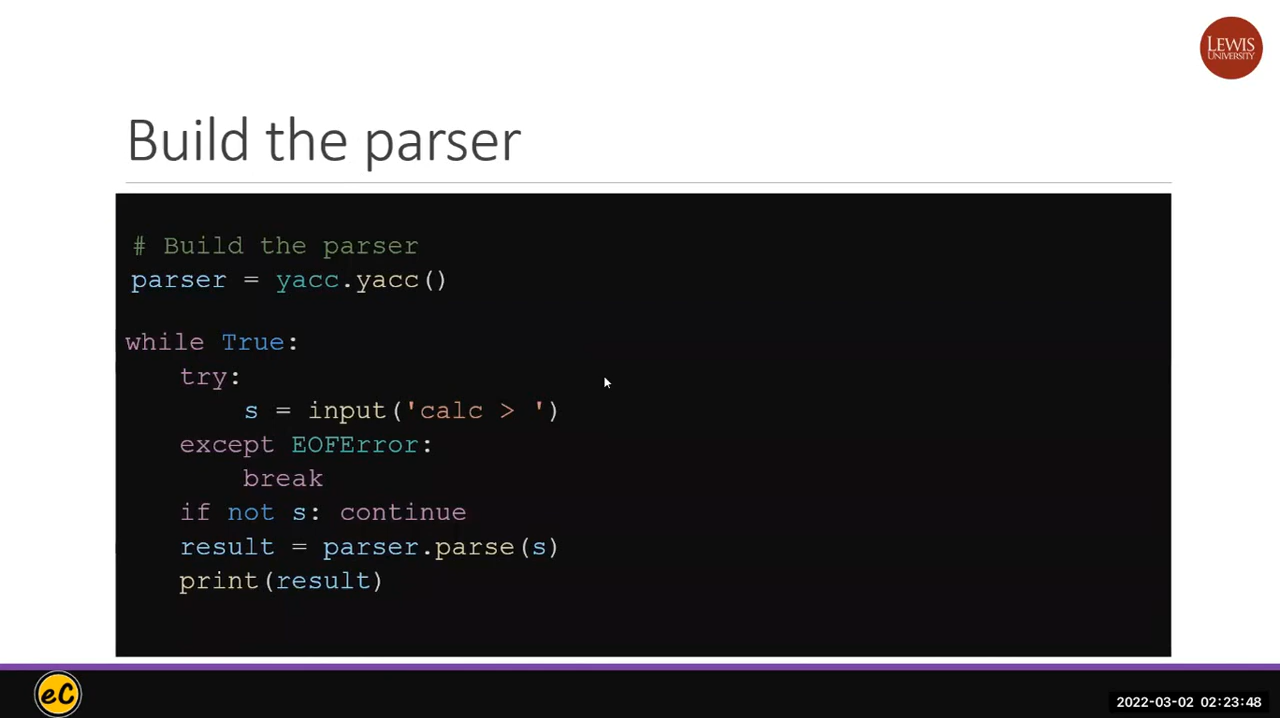 LEWIS
UNIVERSITY
Build the parser
# Build the parser
parser = yacc.yacc()
while True:
    try:
        s = input('calc > ')
    except EOFError:
        break
    if not s: continue
    result = parser.parse(s)
    print(result)
eC
2022-03-02 02:23:48